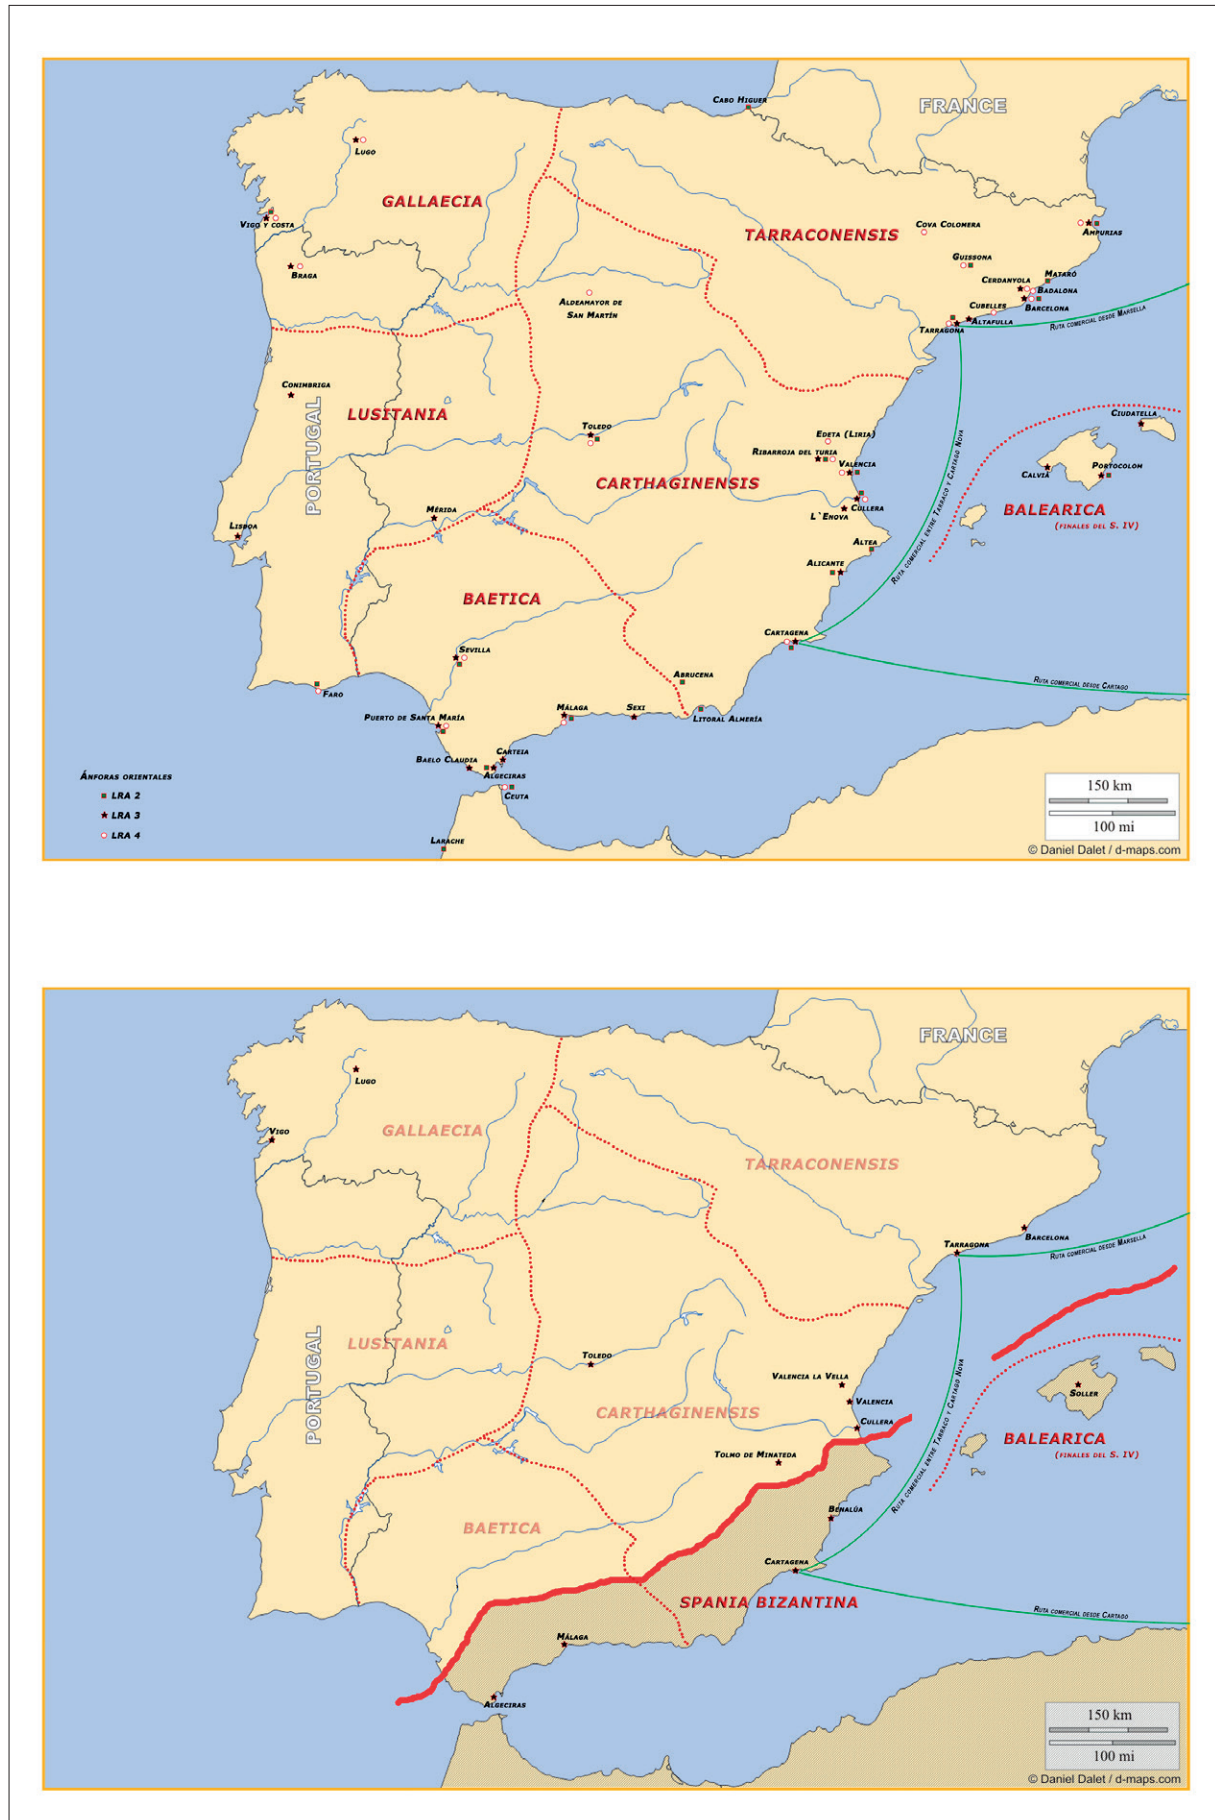 CABO HIGUER
FRANCE
LUGO
GALLAECIA
TARRACONENSIS
COVA COLOMERA
AMPURIAS
VIGO Y COSTA
GUISSONA
BRAGA
MATARÓ
CERDANYOLA
BADALONA
ALDEAMAYOR DE
SAN MARTÍN
CUBELLES
BARCELONA
TARRAGONA
ALTAFULLA
RUTA COMERCIAL DESDE MARSELLA
CONIMBRIGA
LUSITANIA
PORTUGAL
TOLEDO
EDETA (LIRIA)
CIUDATELLA
RIBARROJA DEL TURIA
VALENCIA
CALVIÀ
PORTOCOLOM
CARTHAGINENSIS
RUTA COMERCIAL ENTRE TARRACO Y CARTAGO NOVA
MÉRIDA
L`ENOVA
CULLERA
BALEARICA
(FINALES DEL S. IV)
LISBOA
ALTEA
ALICANTE
BAETICA
CARTAGENA
SEVILLA
ABRUCENA
RUTA COMERCIAL DESDE CARTAGO
FARO
MÁLAGA
SEXI
LITORAL ALMERÍA
PUERTO DE SANTA MARÍA
CARTEIA
BAELO CLAUDIA
ALGECIRAS
CEUTA
LARACHE
ÁNFORAS ORIENTALES
LRA 2
LRA 3
LRA 4
150 km
100 mi
© Daniel Dalet / d-maps.com
FRANCE
LUGO
VIGO
GALLAECIA
TARRACONENSIS
BARCELONA
TARRAGONA
RUTA COMERCIAL DESDE MARSELLA
LUSITANIA
PORTUGAL
TOLEDO
VALENCIA LA VELLA
SOLLER
VALENCIA
CARTHAGINENSIS
RUTA COMERCIAL ENTRE TARRACO Y CARTAGO NOVA
CULLERA
BALEARICA
(FINALES DEL S. IV)
TOLMO DE MINATEDA
BENALÚA
BAETICA
CARTAGENA
SPANIA BIZANTINA
RUTA COMERCIAL DESDE CARTAGO
MÁLAGA
ALGECIRAS
150 km
100 mi
© Daniel Dalet / d-maps.com